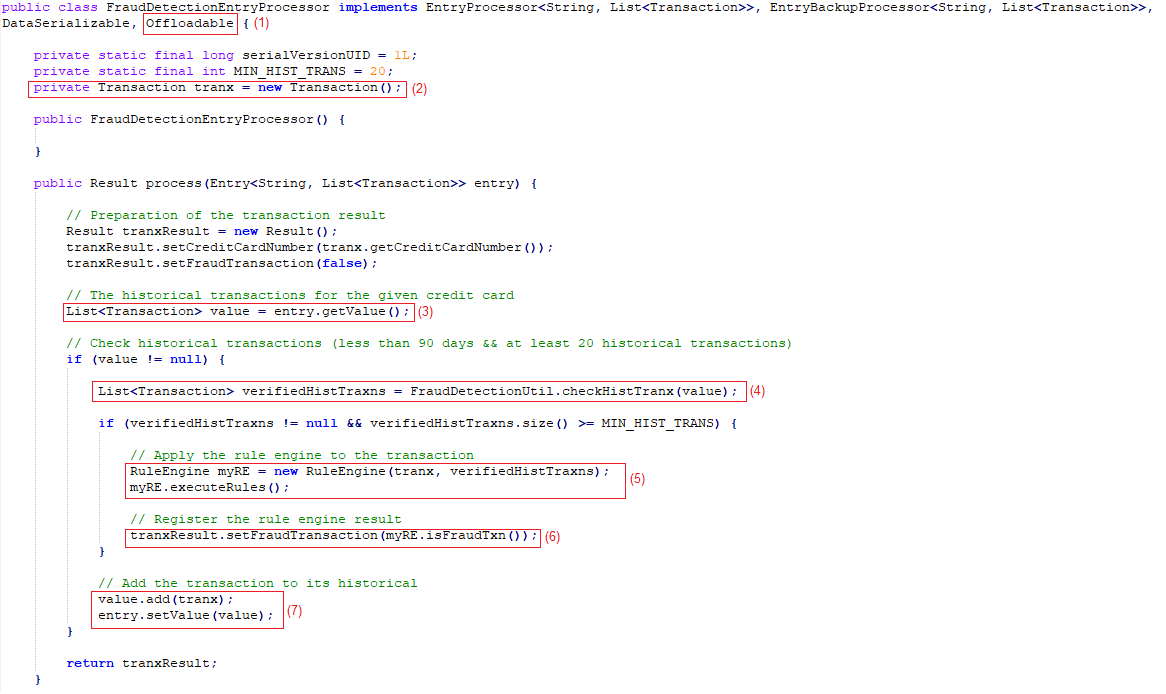 public class FraudDetectionEntryProcessor implements EntryProcessor<String, List<Transaction>>, EntryBackupProcessor<String, List<Transaction>>,
DataSerializable, Offloadable { (1)
private static final long serialVersionUID = 1L;
private static final int MIN_HIST_TRANS = 20;
private Transaction tranx = new Transaction(); (2)
public FraudDetectionEntryProcessor() {
}
public Result process(Entry<String, List<Transaction>> entry) {
// Preparation of the transaction result
Result tranxResult = new Result();
tranxResult.setCreditCardNumber(tranx.getCreditCardNumber());
tranxResult.setFraudTransaction(false);
// The historical transactions for the given credit card
List<Transaction> value = entry.getValue(); (3)
// Check historical transactions (less than 90 days && at least 20 historical transactions)
if (value != null) {
List<Transaction> verifiedHistTraxns = FraudDetectionUtil.checkHistTranx(value); (4)
if (verifiedHistTraxns != null && verifiedHistTraxns.size() >= MIN_HIST_TRANS) {
// Apply the rule engine to the transaction
RuleEngine myRE = new RuleEngine(tranx, verifiedHistTraxns);
myRE.executeRules(); (5)
// Register the rule engine result
tranxResult.setFraudTransaction(myRE.isFraudTxn()); (6)
}
// Add the transaction to its historical
value.add(tranx);
entry.setValue(value); (7)
}
return tranxResult;
}